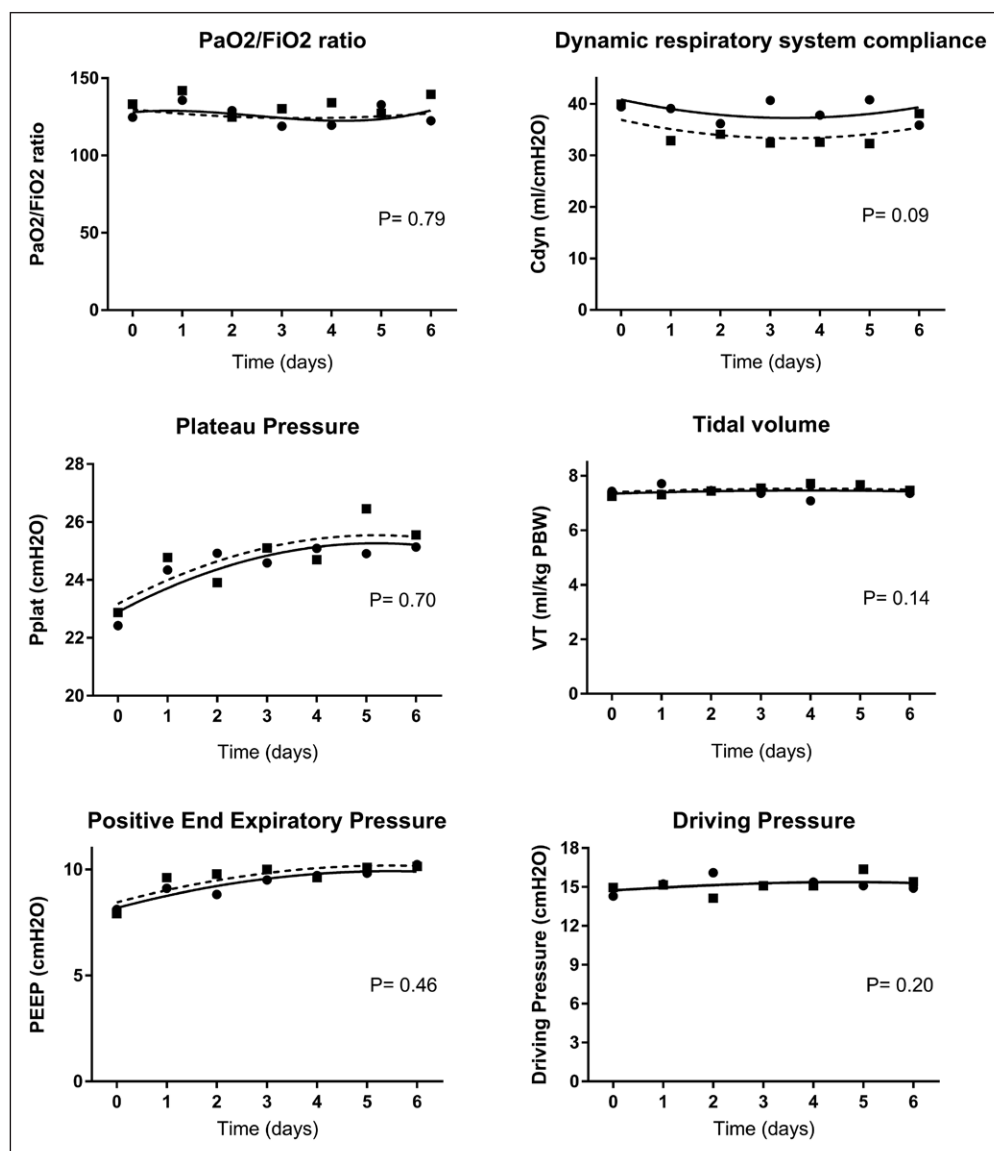 PaO2/FiO2 ratio
PaO2/FiO2 ratio
150
100
50
0
P= 0.79
0 1 2 3 4 5 6
Time (days)
Dynamic respiratory system compliance
Cdyn (ml/cmH2O)
40
30
20
10
0
P= 0.09
0 1 2 3 4 5 6
Time (days)
Plateau Pressure
Pplat (cmH2O)
28
26
24
22
20
P= 0.70
0 1 2 3 4 5 6
Time (days)
Tidal volume
VT (ml/kg PBW)
8
6
4
2
0
P= 0.14
0 1 2 3 4 5 6
Time (days)
Positive End Expiratory Pressure
PEEP (cmH2O)
10
5
0
P= 0.46
0 1 2 3 4 5 6
Time (days)
Driving Pressure
Driving Pressure (cmH2O)
18
15
12
9
6
3
0
P= 0.20
0 1 2 3 4 5 6
Time (days)